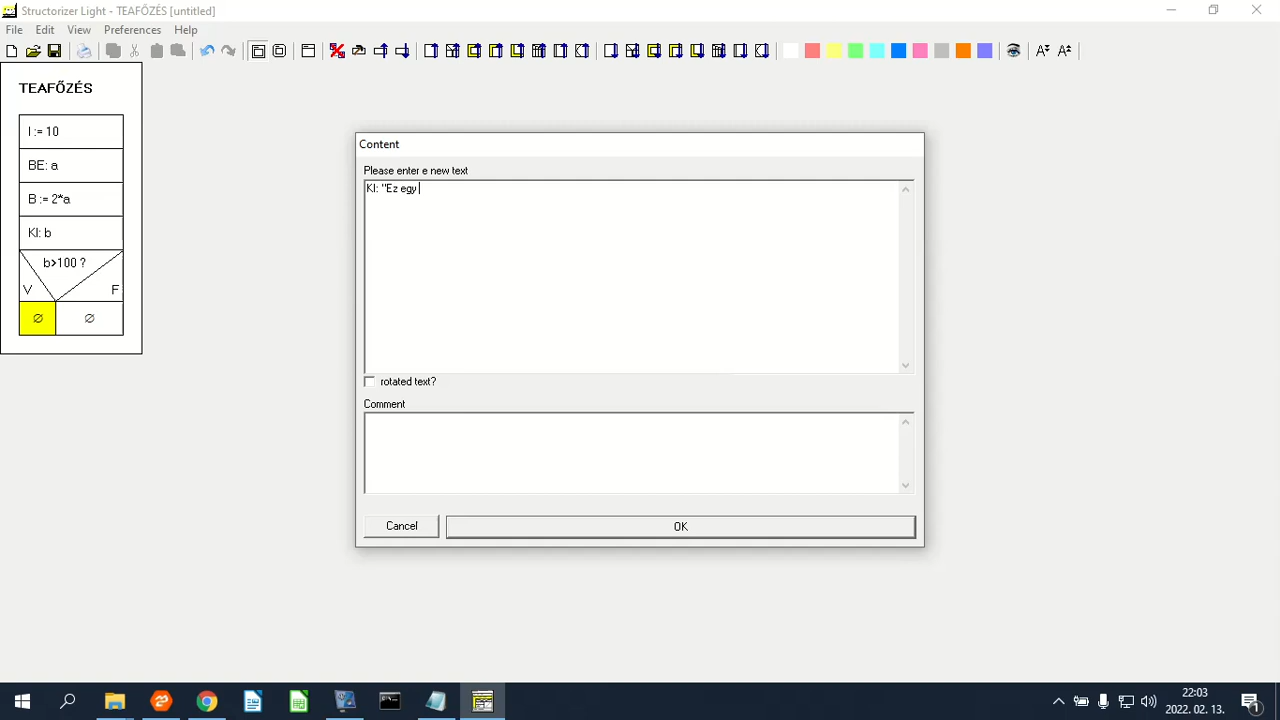 Structorizer Light - TEAFŐZÉS [untitled]
File Edit View Preferences Help
TEAFŐZÉS
I := 10
BE: a
B := 2*a
KI: b
b>100 ?
V F
∅ ∅
Content
Please enter e new text
KI: "Ez egy
rotated text?
Comment
Cancel OK
22:03
2022. 02. 13.
1